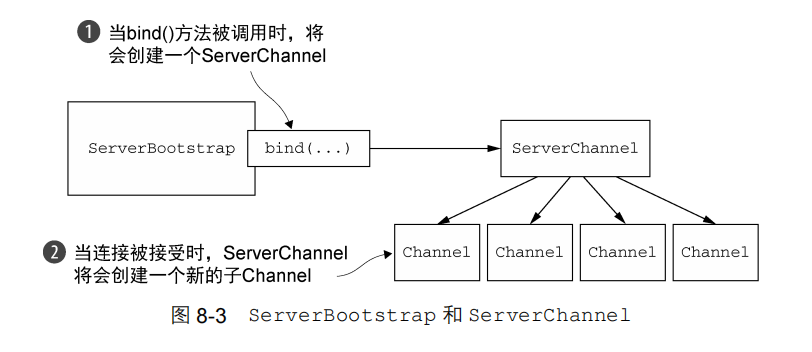 1 当bind()方法被调用时，将
会创建一个ServerChannel
ServerBootstrap
bind(...)
ServerChannel
2 当连接被接受时，ServerChannel
将会创建一个新的子Channel
Channel
Channel
Channel
Channel
图 8-3 ServerBootstrap 和 ServerChannel